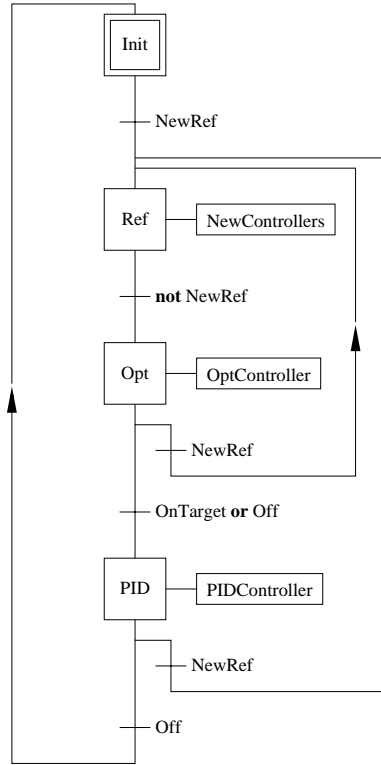 Init
NewRef
Ref
NewControllers
not NewRef
Opt
OptController
NewRef
OnTarget or Off
PID
PIDController
NewRef
Off